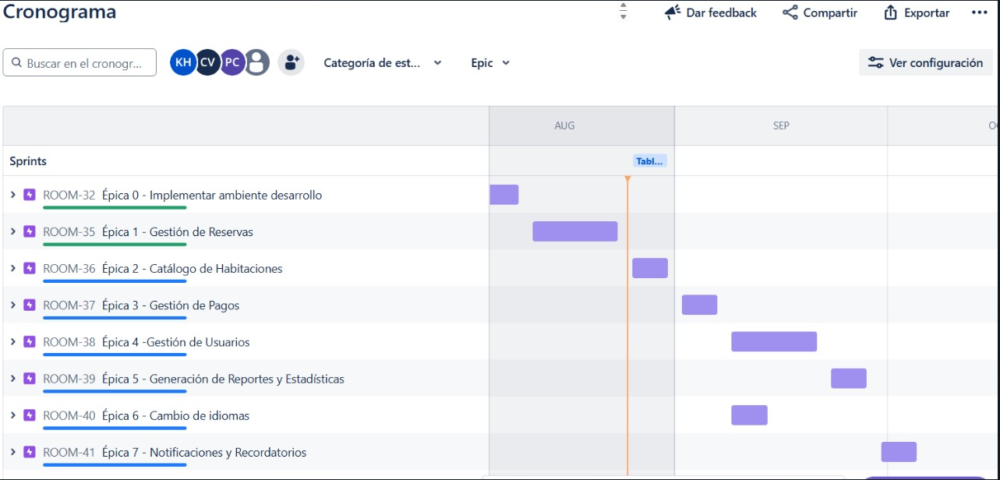 Cronograma
Dar feedback
Compartir
Exportar
Buscar en el cronogr...
KH
CV
PC
Categoría de est...
Epic
Ver configuración
AUG
SEP
Sprints
Tabl...
ROOM-32 Épica 0 - Implementar ambiente desarrollo
ROOM-35 Épica 1 - Gestión de Reservas
ROOM-36 Épica 2 - Catálogo de Habitaciones
ROOM-37 Épica 3 - Gestión de Pagos
ROOM-38 Épica 4 -Gestión de Usuarios
ROOM-39 Épica 5 - Generación de Reportes y Estadísticas
ROOM-40 Épica 6 - Cambio de idiomas
ROOM-41 Épica 7 - Notificaciones y Recordatorios